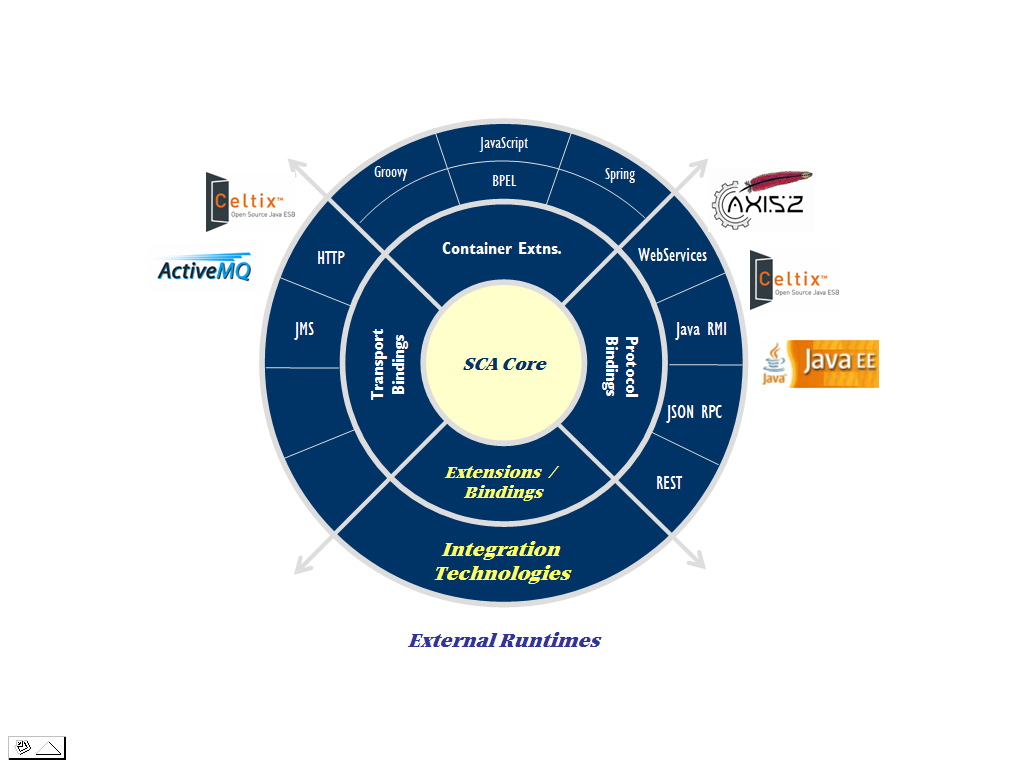 JavaScript
Groovy
BPEL
Spring
Celtix™
Open Source Java ESB
AXIS2
HTTP
Container Extns.
WebServices
ActiveMQ
Celtix™
Open Source Java ESB
JMS
Transport
Bindings
SCA Core
Protocol
Bindings
Java RMI
Java
Java EE
JSON RPC
Extensions /
Bindings
REST
Integration
Technologies
External Runtimes